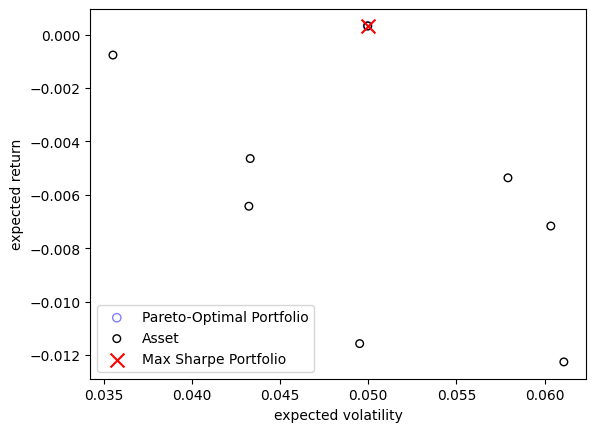 0.000
−0.002
−0.004
−0.006
−0.008
−0.010
−0.012
expected return
Pareto-Optimal Portfolio
Asset
Max Sharpe Portfolio
0.035 0.040 0.045 0.050 0.055 0.060
expected volatility